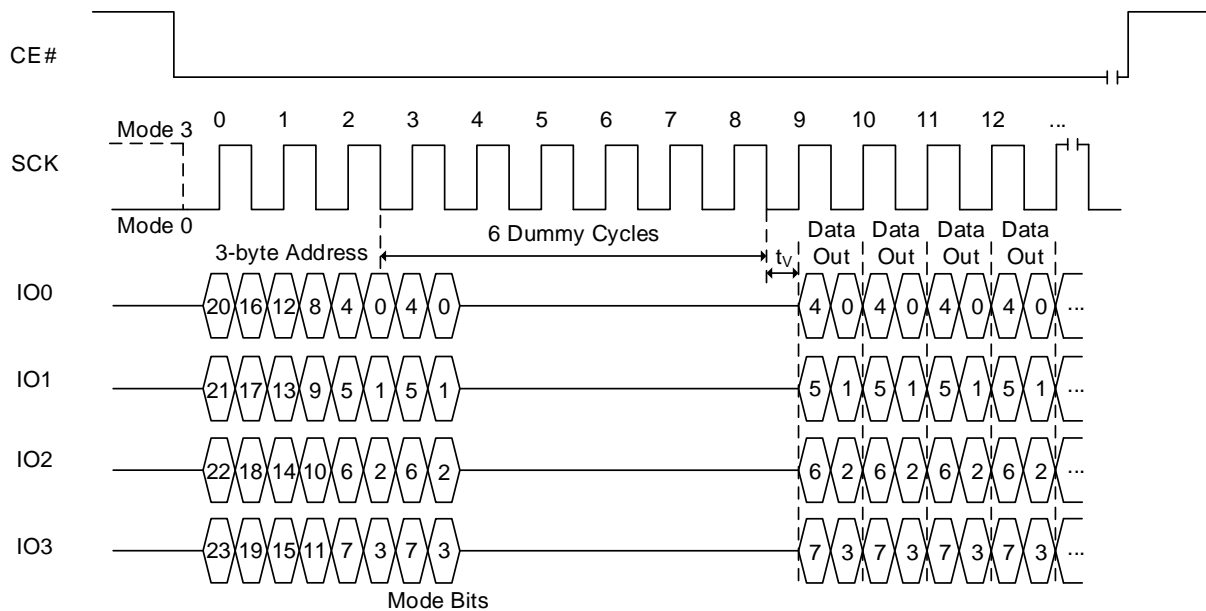 CE#
0 1 2 3 4 5 6 7 8 9 10 11 12 ...
Mode 3
SCK
Mode 0
6 Dummy Cycles
Data Data Data Data
3-byte Address
tV
Out Out Out Out
IO0
20 16 12 8 4 0 4 0 4 0 4 0 4 0 4 0 ...
IO1
21 17 13 9 5 1 5 1 5 1 5 1 5 1 5 1 ...
IO2
22 18 14 10 6 2 6 2 6 2 6 2 6 2 6 2 ...
IO3
23 19 15 11 7 3 7 3 7 3 7 3 7 3 7 3 ...
Mode Bits